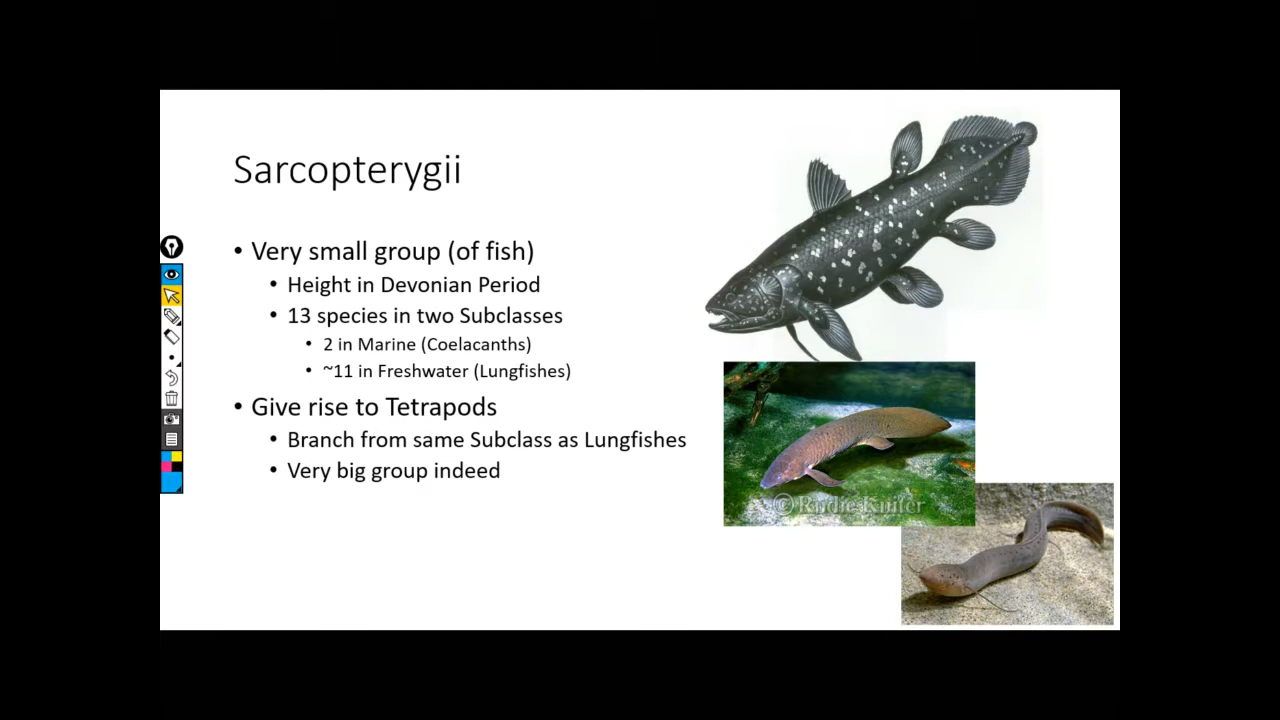 Sarcopterygii
• Very small group (of fish)
• Height in Devonian Period
• 13 species in two Subclasses
• 2 in Marine (Coelacanths)
• ~11 in Freshwater (Lungfishes)
• Give rise to Tetrapods
• Branch from same Subclass as Lungfishes
• Very big group indeed
© Rudie Kuiter